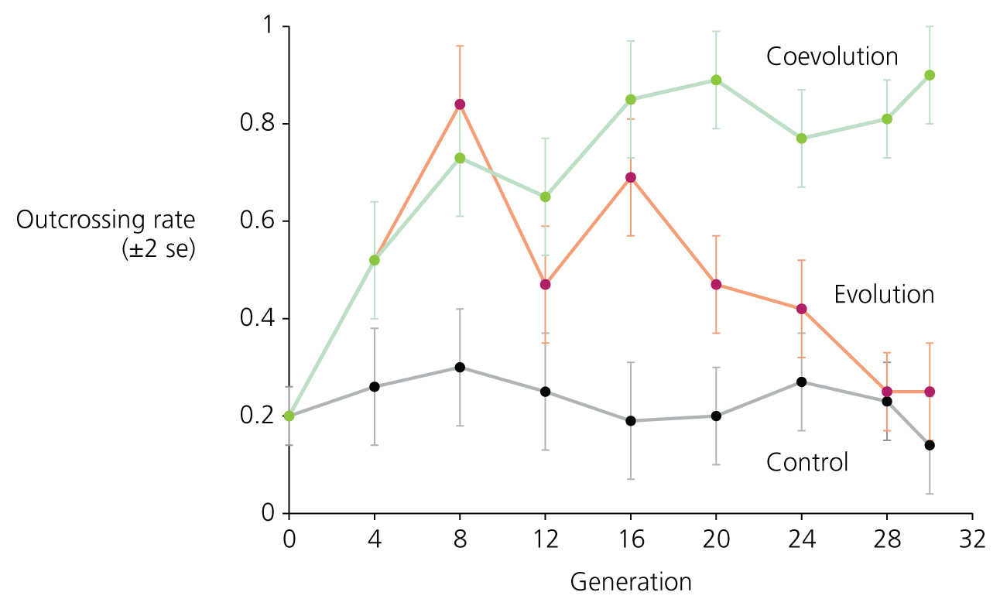 1
Coevolution
0.8
Outcrossing rate
(±2 se)
0.6
Evolution
0.4
0.2
Control
0
0 4 8 12 16 20 24 28 32
Generation